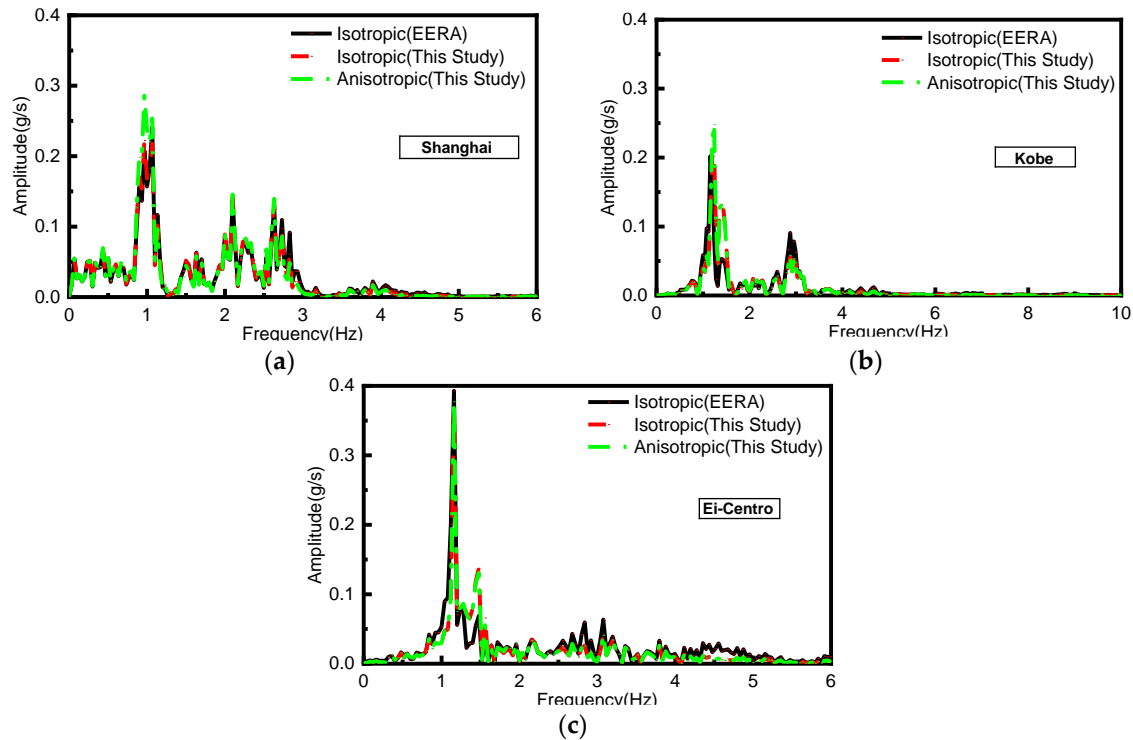 Isotropic(EERA)
Isotropic(This Study)
Anisotropic(This Study)
Shanghai
Amplitude(g/s)
0.4
0.3
0.2
0.1
0.0
0 1 2 3 4 5 6
Frequency(Hz)
(a)
Isotropic(EERA)
Isotropic(This Study)
Anisotropic(This Study)
Kobe
Amplitude(g/s)
0.4
0.3
0.2
0.1
0.0
0 2 4 6 8 10
Frequency(Hz)
(b)
Isotropic(EERA)
Isotropic(This Study)
Anisotropic(This Study)
Ei-Centro
Amplitude(g/s)
0.4
0.3
0.2
0.1
0.0
0 1 2 3 4 5 6
Frequency(Hz)
(c)